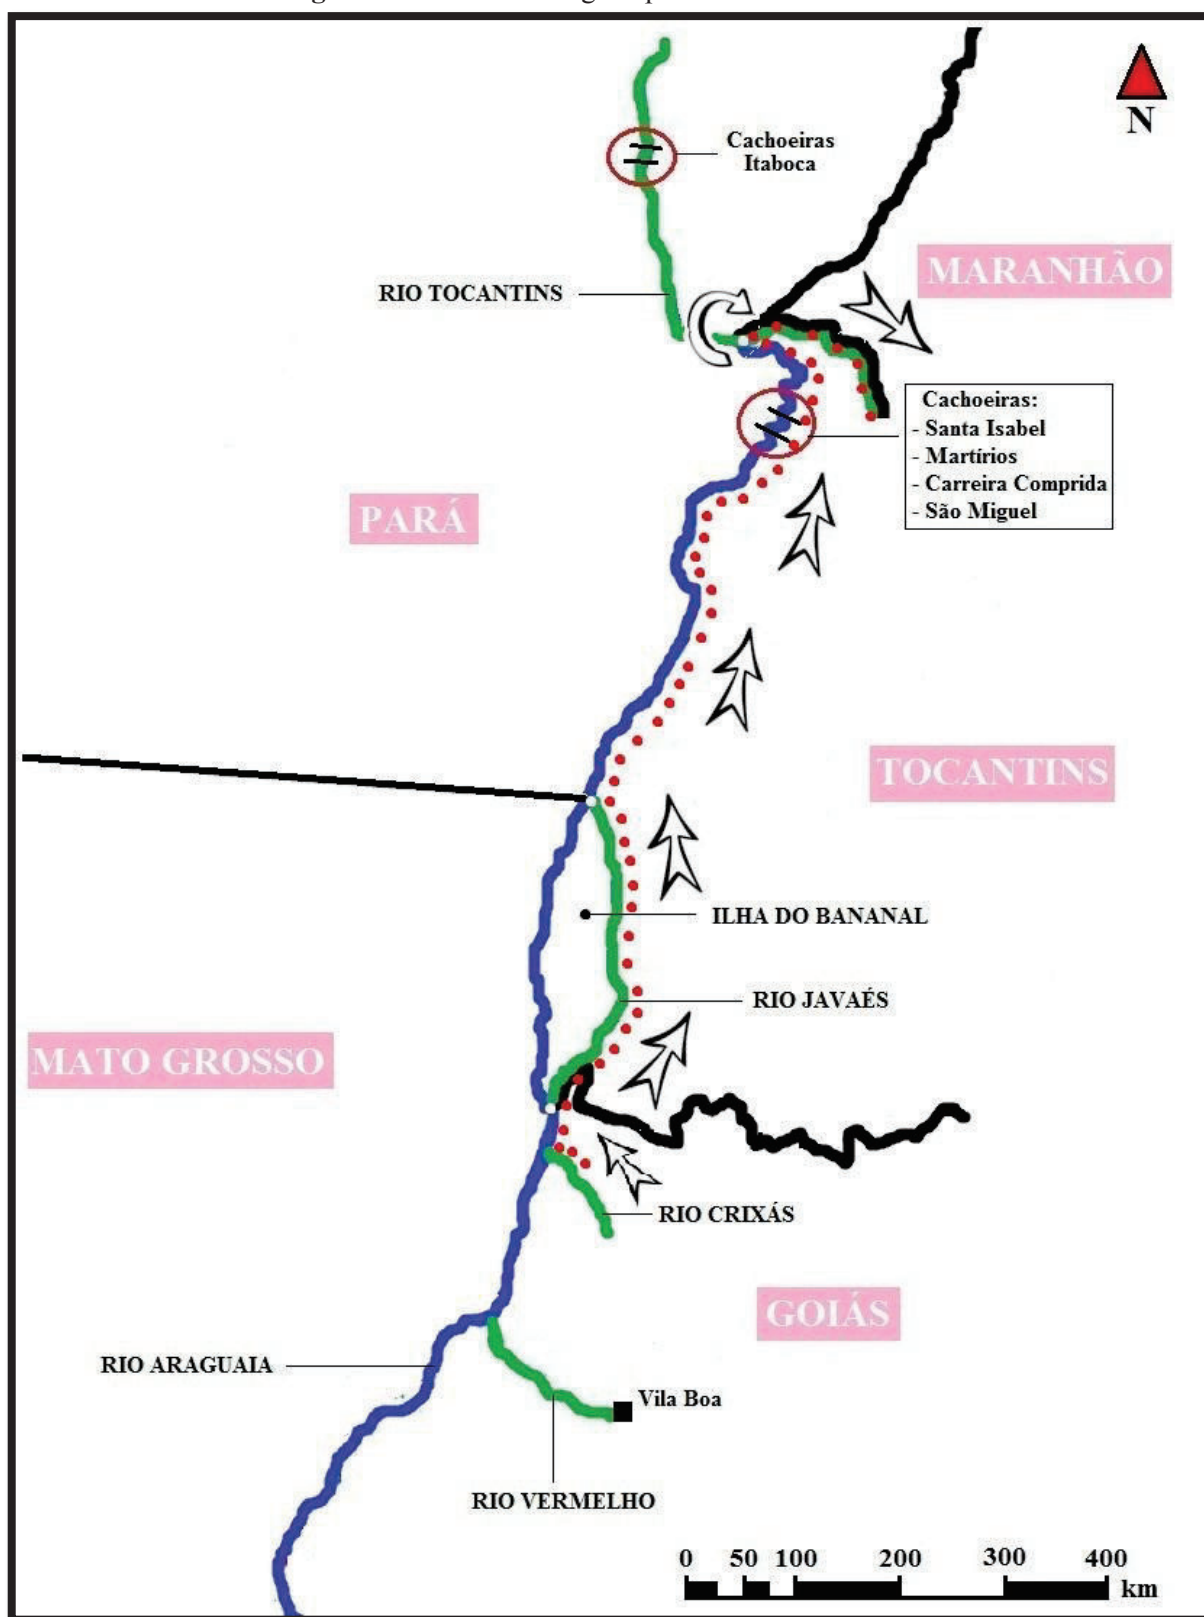 N
Cachoeiras
Itaboca
MARANHÃO
RIO TOCANTINS
Cachoeiras:
- Santa Isabel
- Martírios
- Carreira Comprida
- São Miguel
PARÁ
TOCANTINS
ILHA DO BANANAL
RIO JAVAÉS
MATO GROSSO
RIO CRIXÁS
GOIÁS
RIO ARAGUAIA
Vila Boa
RIO VERMELHO
0 50 100 200 300 400
km